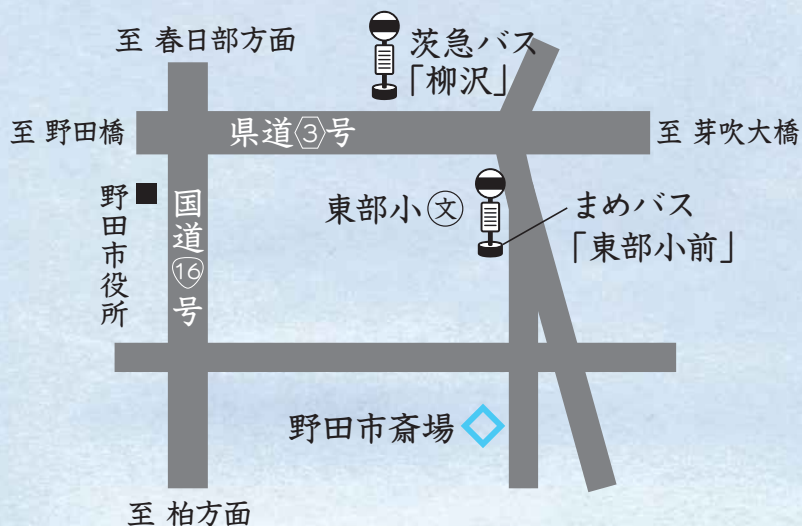 至 春日部方面
茨急バス
「柳沢」
至 野田橋
県道3号
至 芽吹大橋
野田市役所
国道16号
東部小 文
まめバス
「東部小前」
野田市斎場
至 柏方面